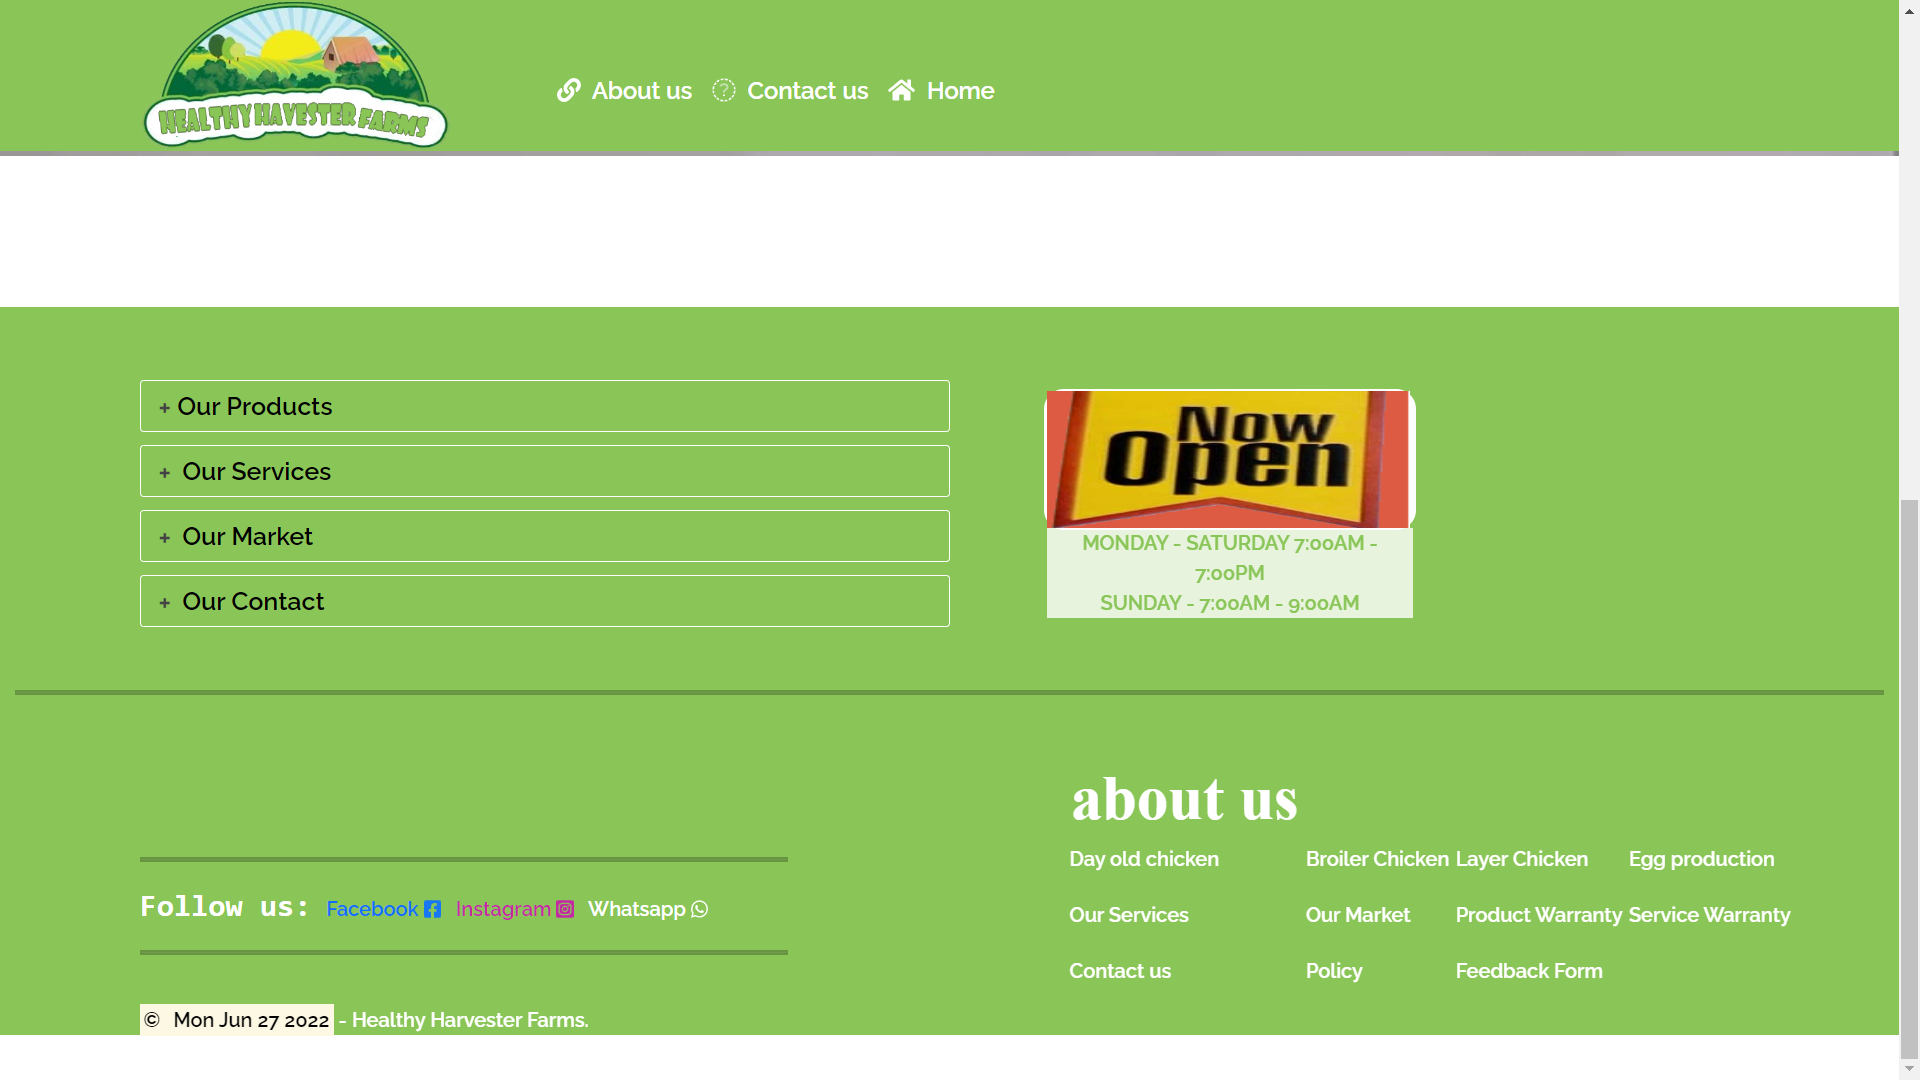 HEALTHY HAVESTER FARMS
About us Contact us Home
+ Our Products
+ Our Services
+ Our Market
+ Our Contact
Now
Open
MONDAY - SATURDAY 7:00AM -
7:00PM
SUNDAY - 7:00AM - 9:00AM
about us
Day old chicken Broiler Chicken Layer Chicken Egg production
Our Services Our Market Product Warranty Service Warranty
Contact us Policy Feedback Form
Follow us: Facebook Instagram Whatsapp
© Mon Jun 27 2022 - Healthy Harvester Farms.